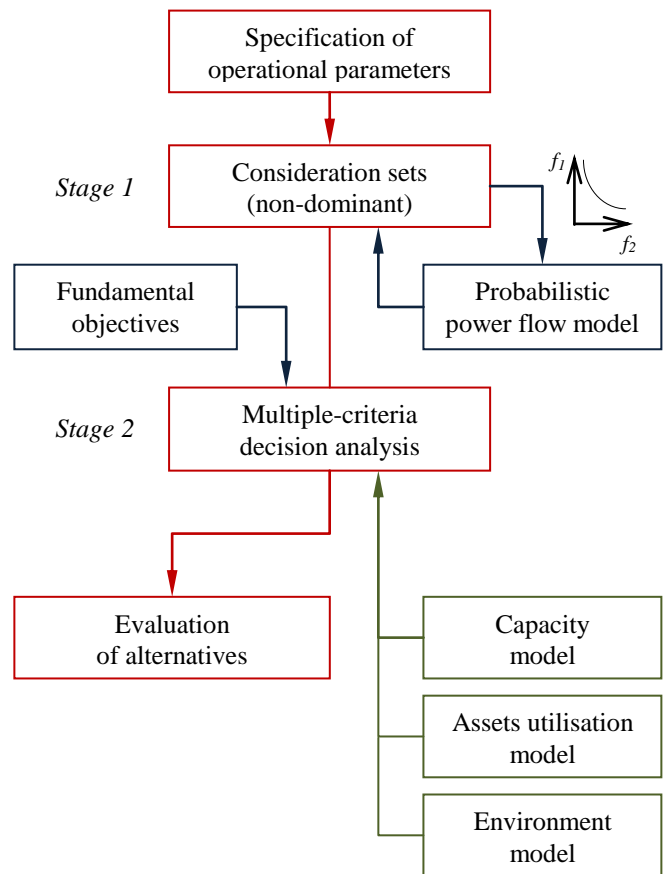 Specification of
operational parameters
Stage 1
Consideration sets
(non-dominant)
f1
f2
Fundamental
objectives
Probabilistic
power flow model
Stage 2
Multiple-criteria
decision analysis
Evaluation
of alternatives
Capacity
model
Assets utilisation
model
Environment
model